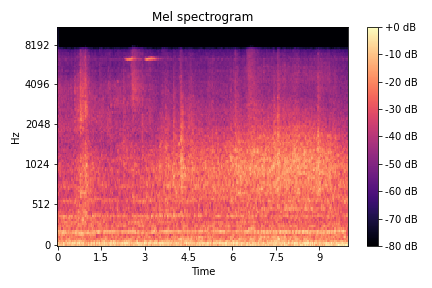 Mel spectrogram
+0 dB
8192
-10 dB
4096
-20 dB
-30 dB
2048
Hz
-40 dB
1024
-50 dB
512
-60 dB
-70 dB
0
-80 dB
0 1.5 3 4.5 6 7.5 9
Time